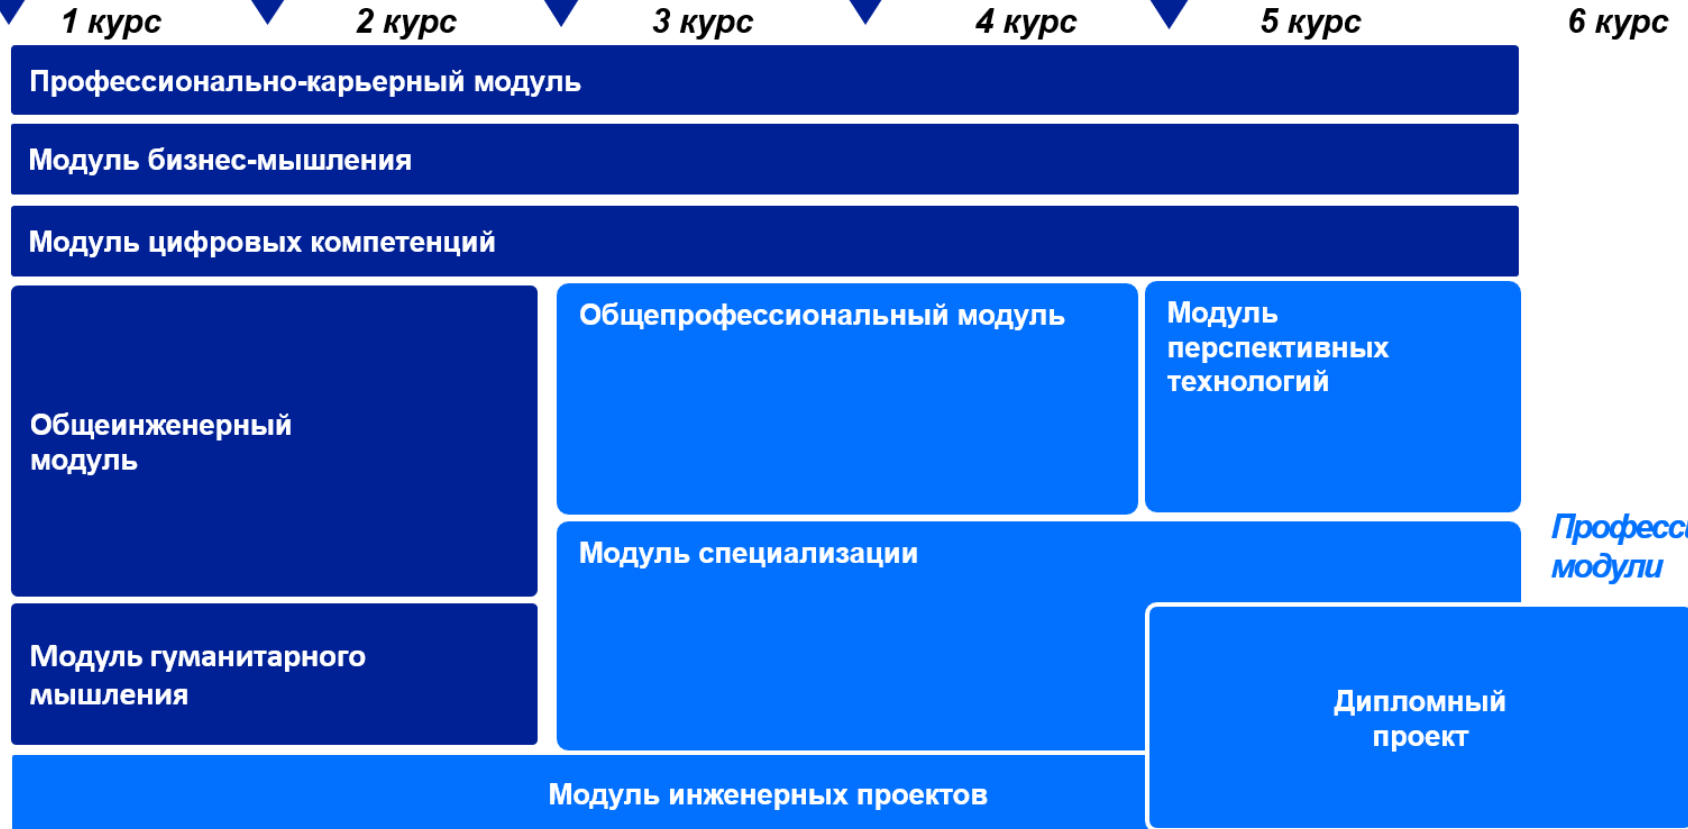 1 курс 2 курс 3 курс 4 курс 5 курс 6 курс
Профессионально-карьерный модуль
Модуль бизнес-мышления
Модуль цифровых компетенций
Общепрофессиональный модуль
Модуль
перспективных
технологий
Общеинженерный
модуль
Модуль специализации
модули
Модуль гуманитарного
мышления
Дипломный
проект
Модуль инженерных проектов